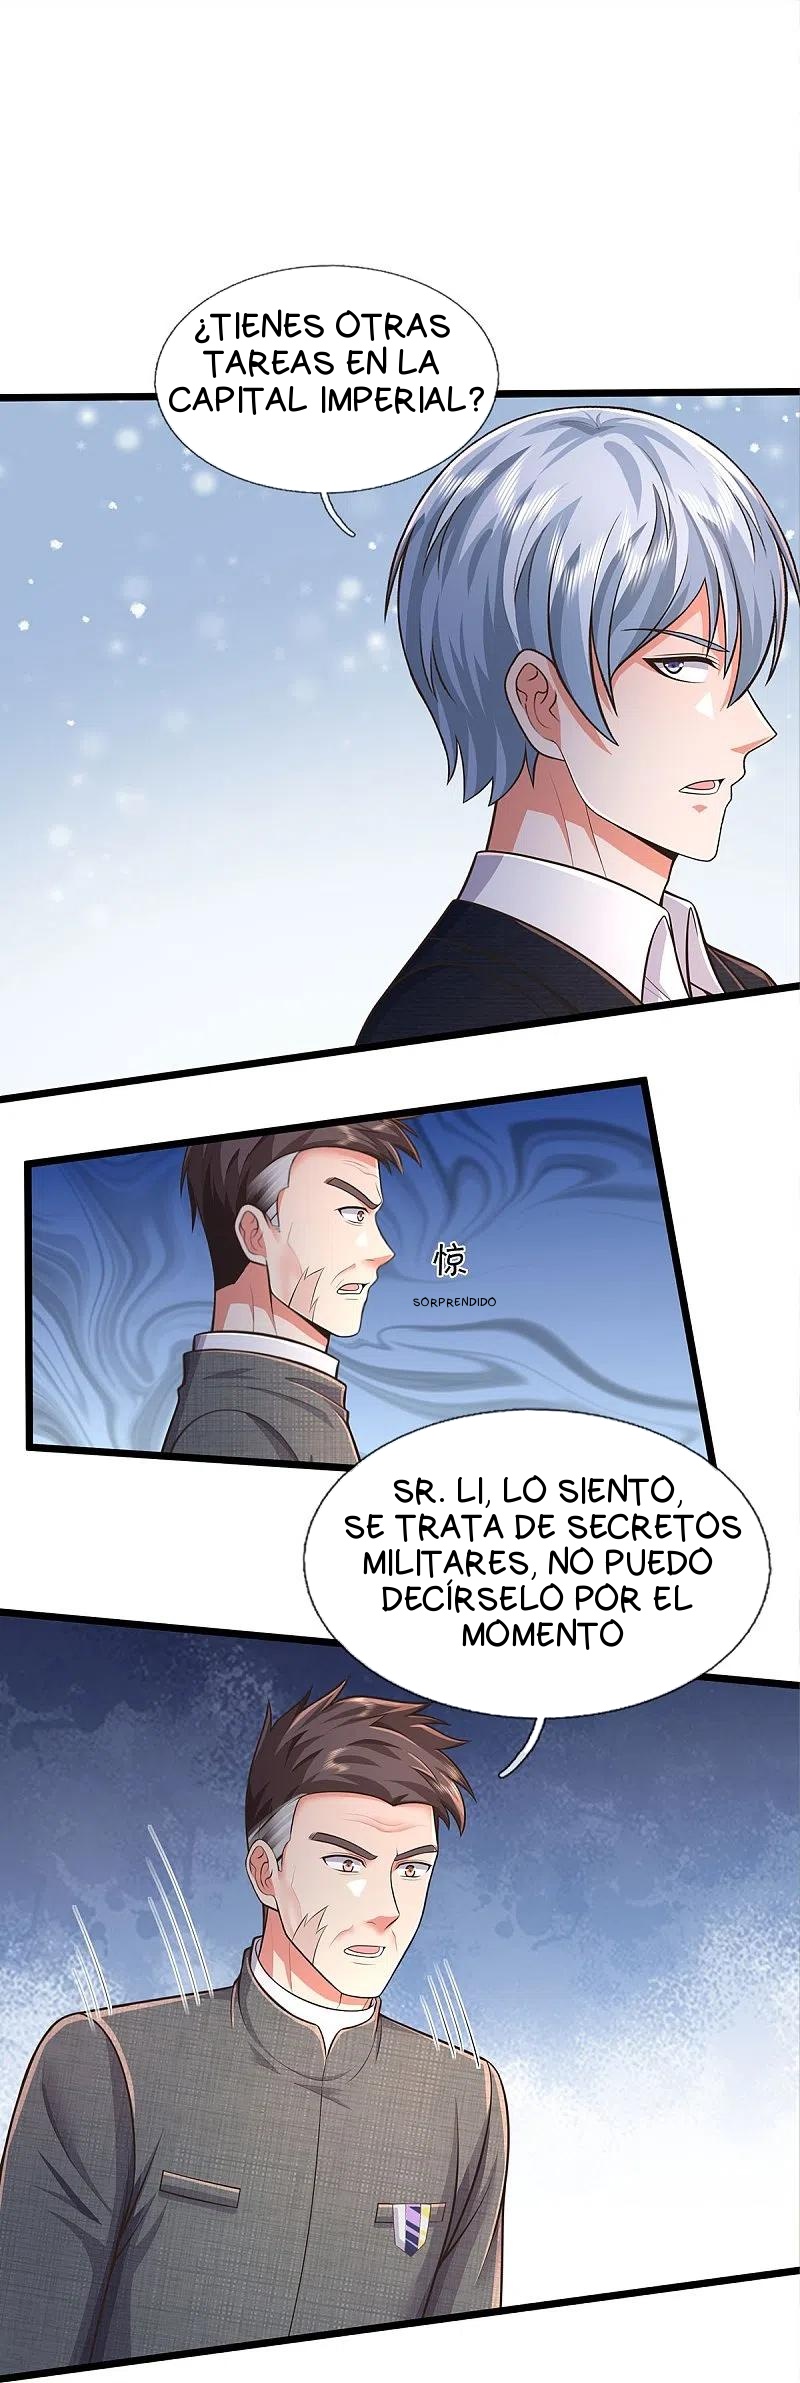 ¿TIENES OTRAS
TAREAS EN LA
CAPITAL IMPERIAL?
惊
SORPRENDIDO
SR. LI, LO SIENTO,
SE TRATA DE SECRETOS
MILITARES, NO PUEDO
DECÍRSELO POR EL
MOMENTO